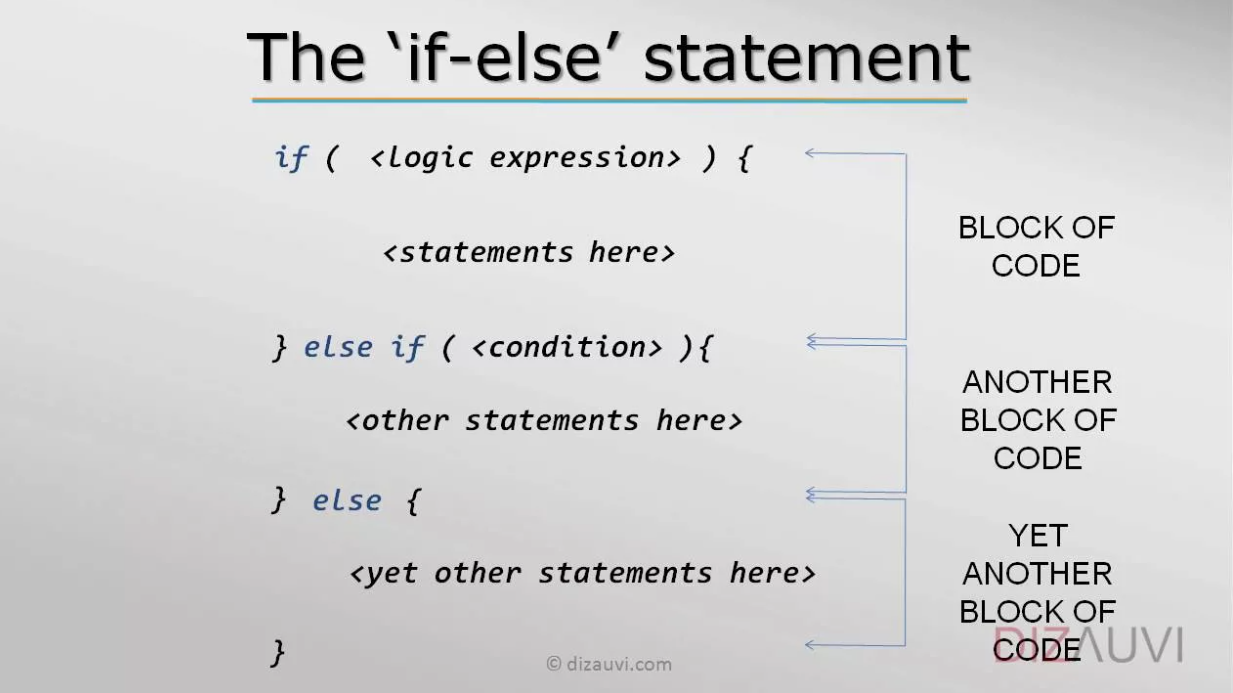 The ‘if-else’ statement
if ( <logic expression> ) {
<statements here>
BLOCK OF
CODE
} else if ( <condition> ){
<other statements here>
ANOTHER
BLOCK OF
CODE
} else {
<yet other statements here>
}
YET
ANOTHER
BLOCK OF
CODE
DIZAUVI
© dizauvi.com